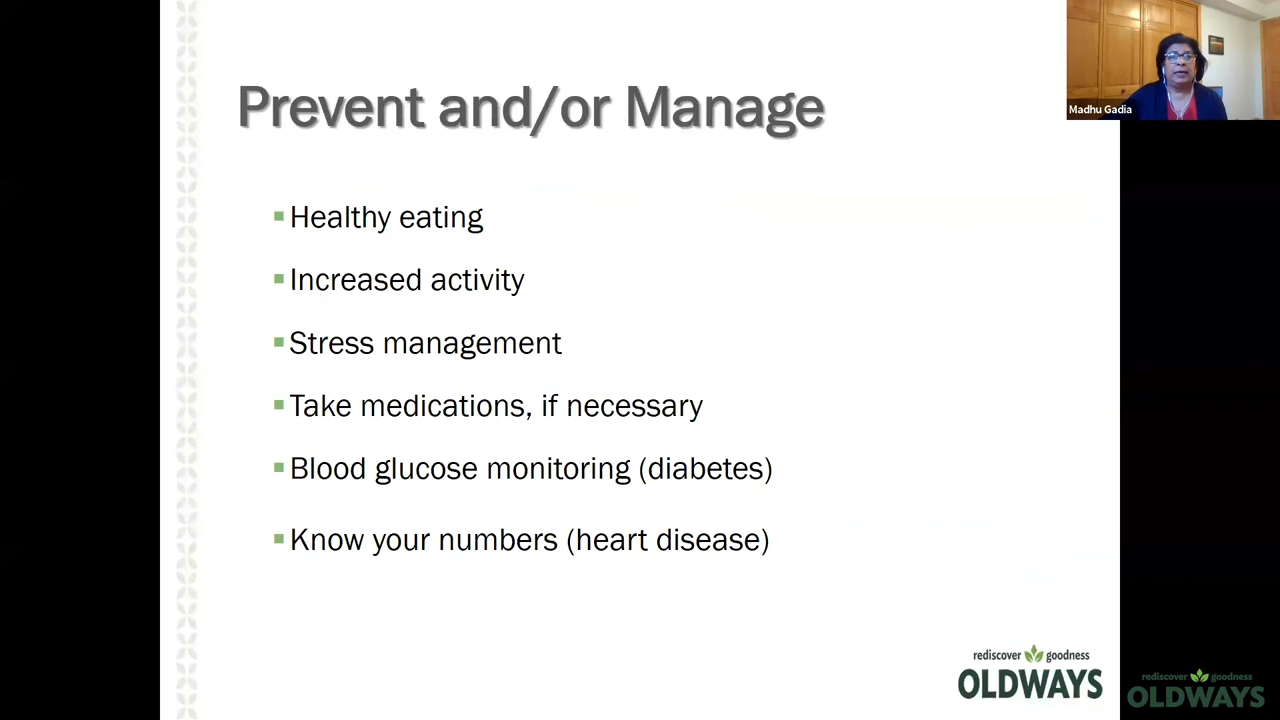 Prevent and/or Manage
Madhu Gadia
Healthy eating
Increased activity
Stress management
Take medications, if necessary
Blood glucose monitoring (diabetes)
Know your numbers (heart disease)
rediscover goodness
OLDWAYS
rediscover goodness
OLDWAYS